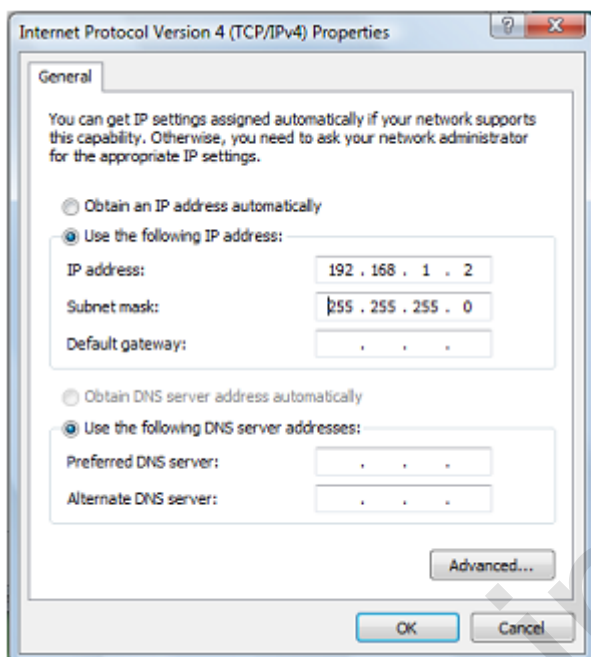 Internet Protocol Version 4 (TCP/IPv4) Properties
General
You can get IP settings assigned automatically if your network supports
this capability. Otherwise, you need to ask your network administrator
for the appropriate IP settings.
Obtain an IP address automatically
Use the following IP address:
IP address: 192 . 168 . 1 . 2
Subnet mask: 255 . 255 . 255 . 0
Default gateway: . . .
Obtain DNS server address automatically
Use the following DNS server addresses:
Preferred DNS server: . . .
Alternate DNS server: . . .
Advanced...
OK Cancel